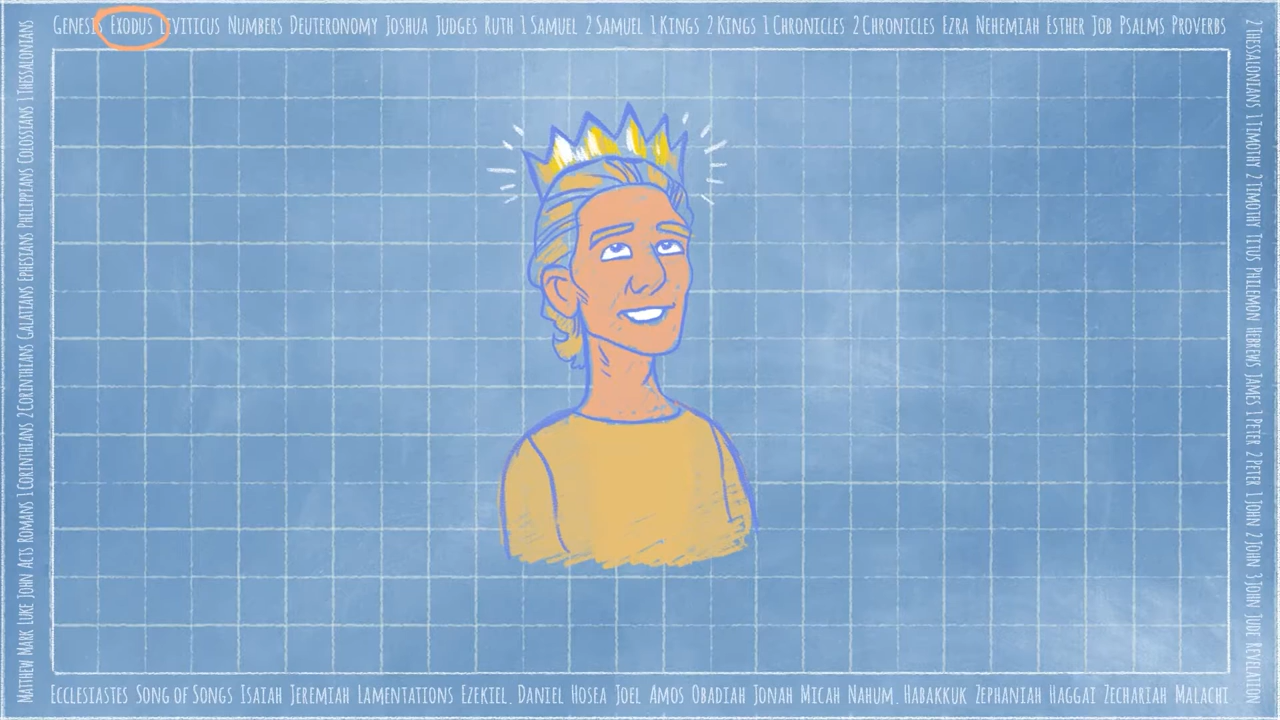 Genesis Exodus Leviticus Numbers Deuteronomy Joshua Judges Ruth 1 Samuel 2 Samuel 1 Kings 2 Kings 1 Chronicles 2 Chronicles Ezra Nehemiah Esther Job Psalms Proverbs
Matthew Mark Luke John Acts Romans 1 Corinthians 2 Corinthians Galatians Ephesians Philippians Colossians 1 Thessalonians
2 Thessalonians 1 Timothy 2 Timothy Titus Philemon Hebrews James 1 Peter 2 Peter 1 John 2 John 3 John Jude Revelation
Ecclesiastes Song of Songs Isaiah Jeremiah Lamentations Ezekiel Daniel Hosea Joel Amos Obadiah Jonah Micah Nahum Habakkuk Zephaniah Haggai Zechariah Malachi